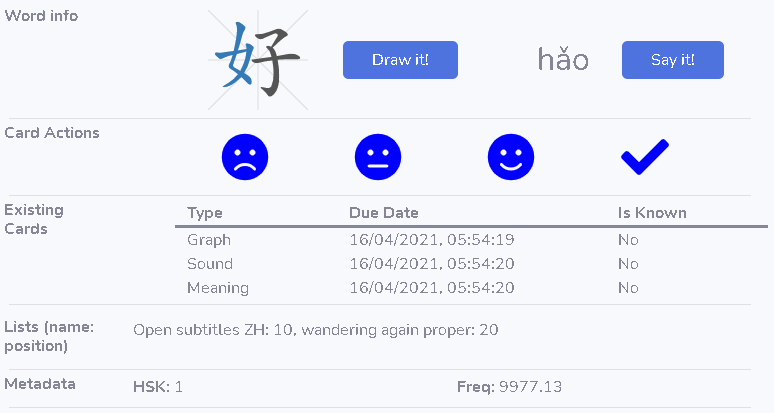 Word info
好
Draw it!
hǎo
Say it!
Card Actions
Existing
Cards
Type Due Date Is Known
Graph 16/04/2021, 05:54:19 No
Sound 16/04/2021, 05:54:20 No
Meaning 16/04/2021, 05:54:20 No
Lists (name:
position)
Open subtitles ZH: 10, wandering again proper: 20
Metadata
HSK: 1
Freq: 9977.13